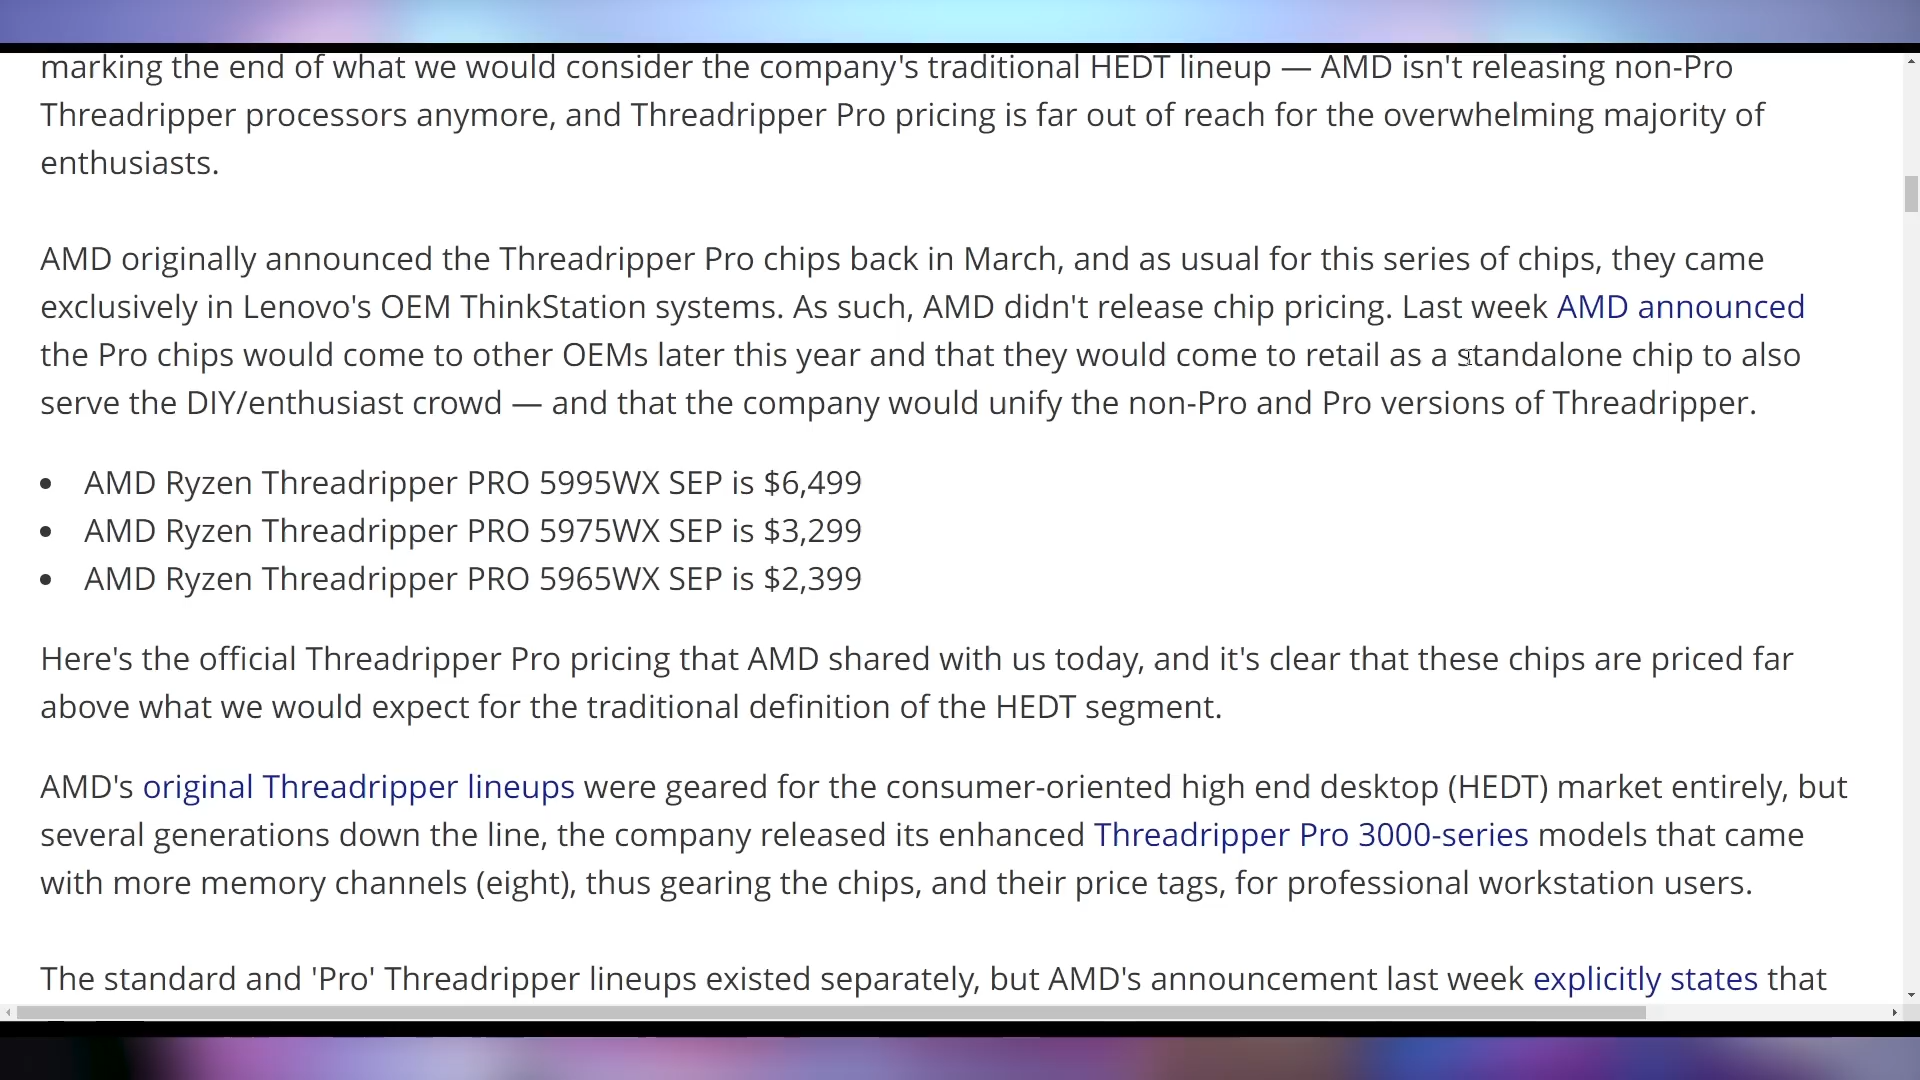 marking the end of what we would consider the company's traditional HEDT lineup — AMD isn't releasing non-Pro
Threadripper processors anymore, and Threadripper Pro pricing is far out of reach for the overwhelming majority of
enthusiasts.
AMD originally announced the Threadripper Pro chips back in March, and as usual for this series of chips, they came
exclusively in Lenovo's OEM ThinkStation systems. As such, AMD didn't release chip pricing. Last week AMD announced
the Pro chips would come to other OEMs later this year and that they would come to retail as a standalone chip to also
serve the DIY/enthusiast crowd — and that the company would unify the non-Pro and Pro versions of Threadripper.
• AMD Ryzen Threadripper PRO 5995WX SEP is $6,499
• AMD Ryzen Threadripper PRO 5975WX SEP is $3,299
• AMD Ryzen Threadripper PRO 5965WX SEP is $2,399
Here's the official Threadripper Pro pricing that AMD shared with us today, and it's clear that these chips are priced far
above what we would expect for the traditional definition of the HEDT segment.
AMD's original Threadripper lineups were geared for the consumer-oriented high end desktop (HEDT) market entirely, but
several generations down the line, the company released its enhanced Threadripper Pro 3000-series models that came
with more memory channels (eight), thus gearing the chips, and their price tags, for professional workstation users.
The standard and 'Pro' Threadripper lineups existed separately, but AMD's announcement last week explicitly states that